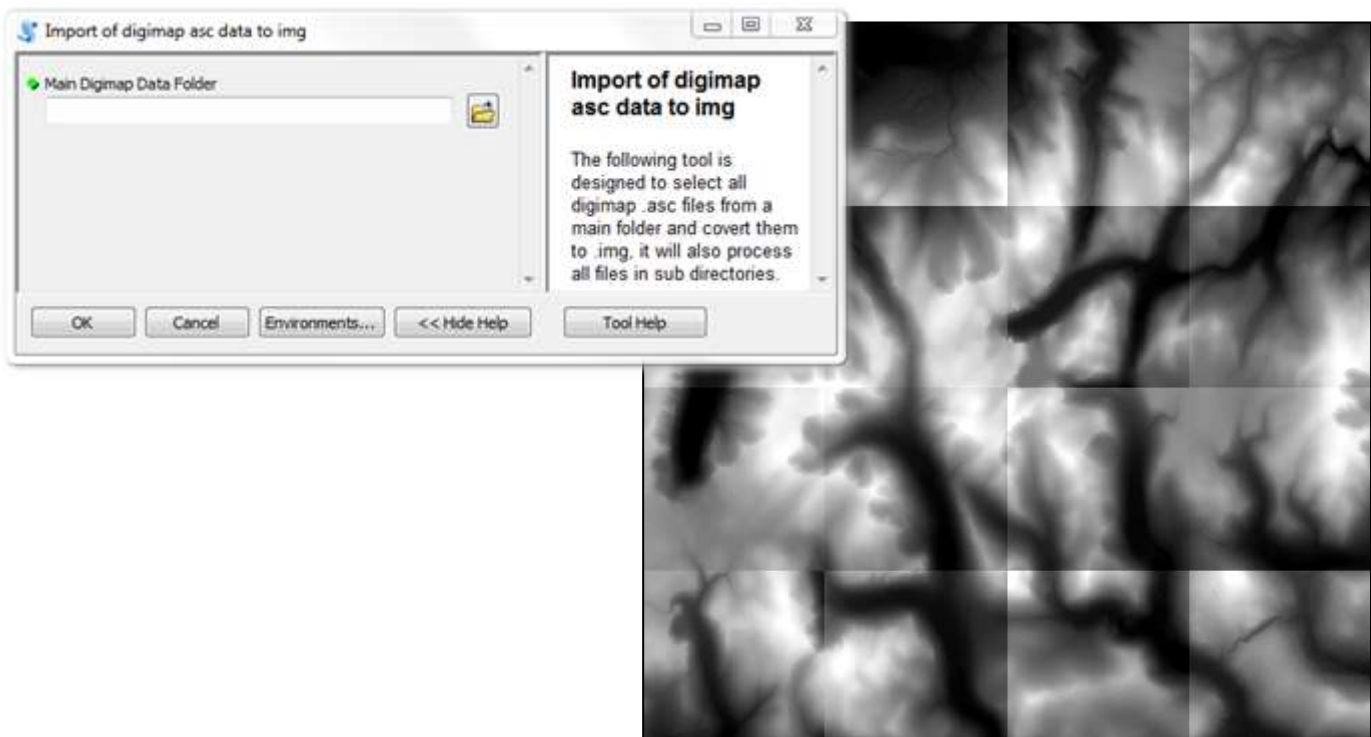 Import of digimap asc data to img
Main Digimap Data Folder
OK
Cancel
Environments...
<< Hide Help
Import of digimap
asc data to img
The following tool is
designed to select all
digimap .asc files from a
main folder and covert them
to .img, it will also process
all files in sub directories.
Tool Help